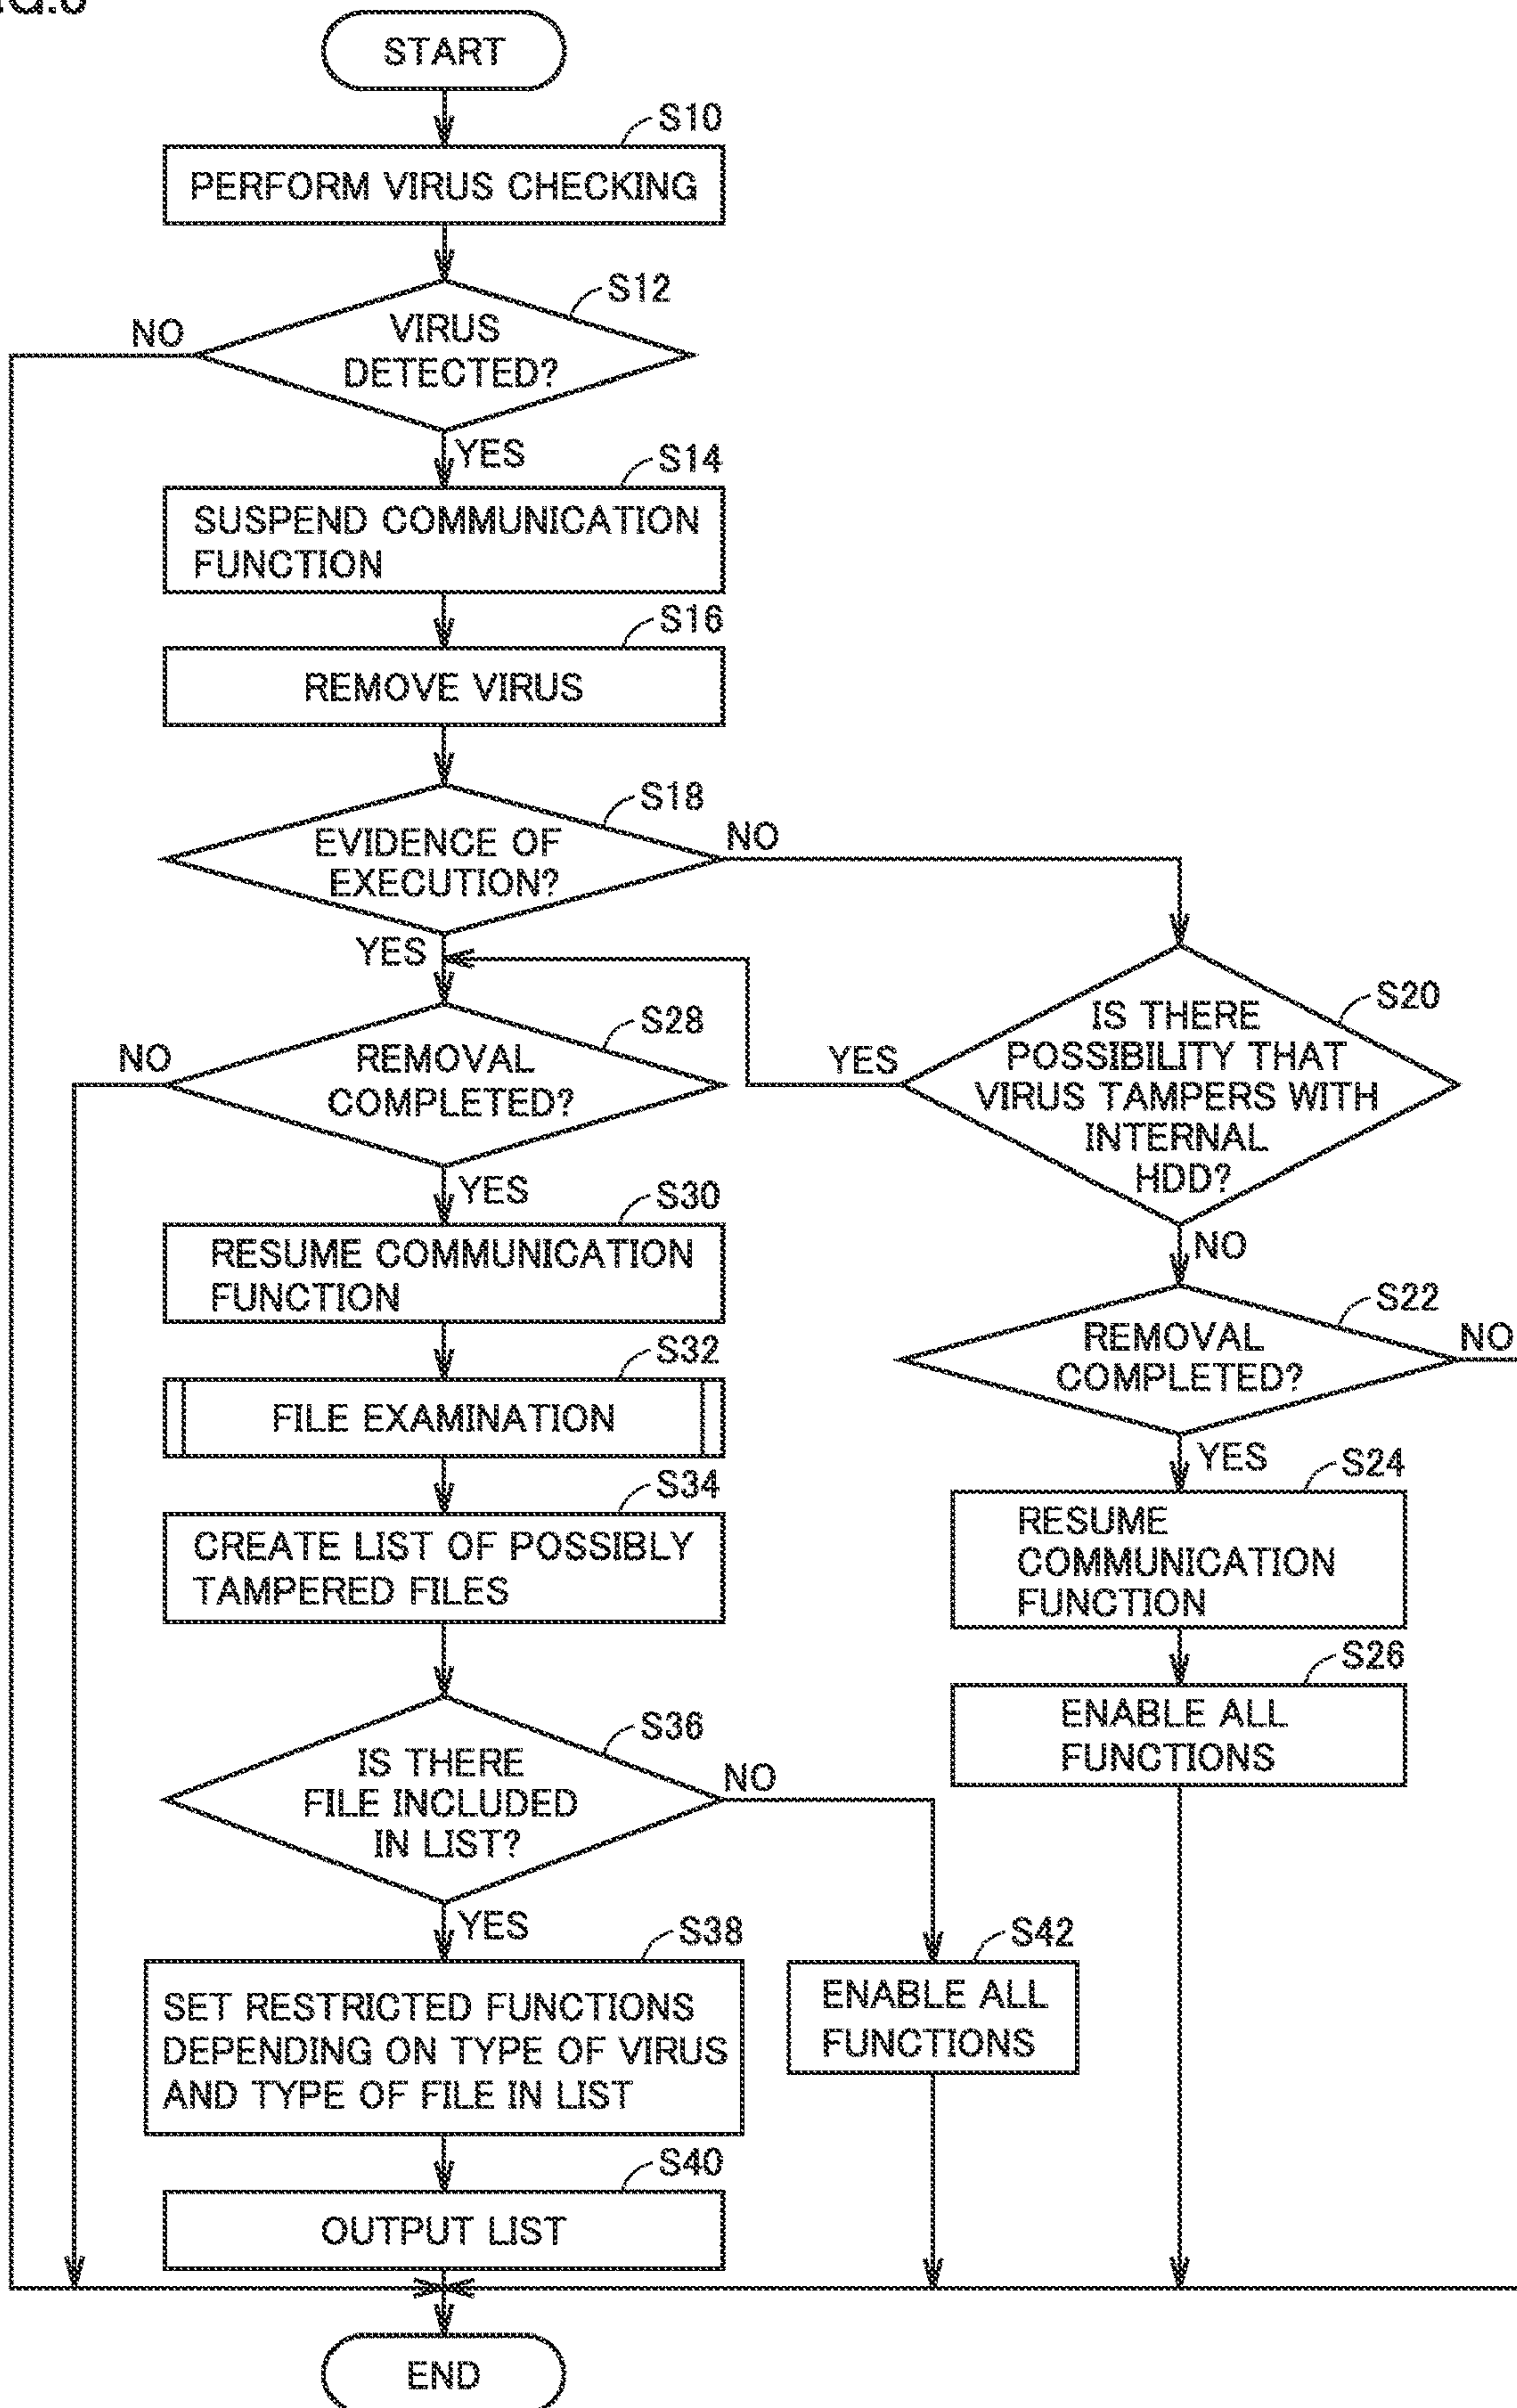 START
S10
PERFORM VIRUS CHECKING
S12
NO
VIRUS
DETECTED?
YES
S14
SUSPEND COMMUNICATION
FUNCTION
S16
REMOVE VIRUS
S18
EVIDENCE OF
EXECUTION?
NO
YES
S20
IS THERE
POSSIBILITY THAT
VIRUS TAMPERS WITH
INTERNAL
HDD?
YES
NO
S28
NO
REMOVAL
COMPLETED?
YES
S22
REMOVAL
COMPLETED?
NO
YES
S30
RESUME COMMUNICATION
FUNCTION
S32
FILE EXAMINATION
S34
CREATE LIST OF POSSIBLY
TAMPERED FILES
S24
RESUME
COMMUNICATION
FUNCTION
S26
ENABLE ALL
FUNCTIONS
S36
IS THERE
FILE INCLUDED
IN LIST?
NO
YES
S38
SET RESTRICTED FUNCTIONS
DEPENDING ON TYPE OF VIRUS
AND TYPE OF FILE IN LIST
S42
ENABLE ALL
FUNCTIONS
S40
OUTPUT LIST
END